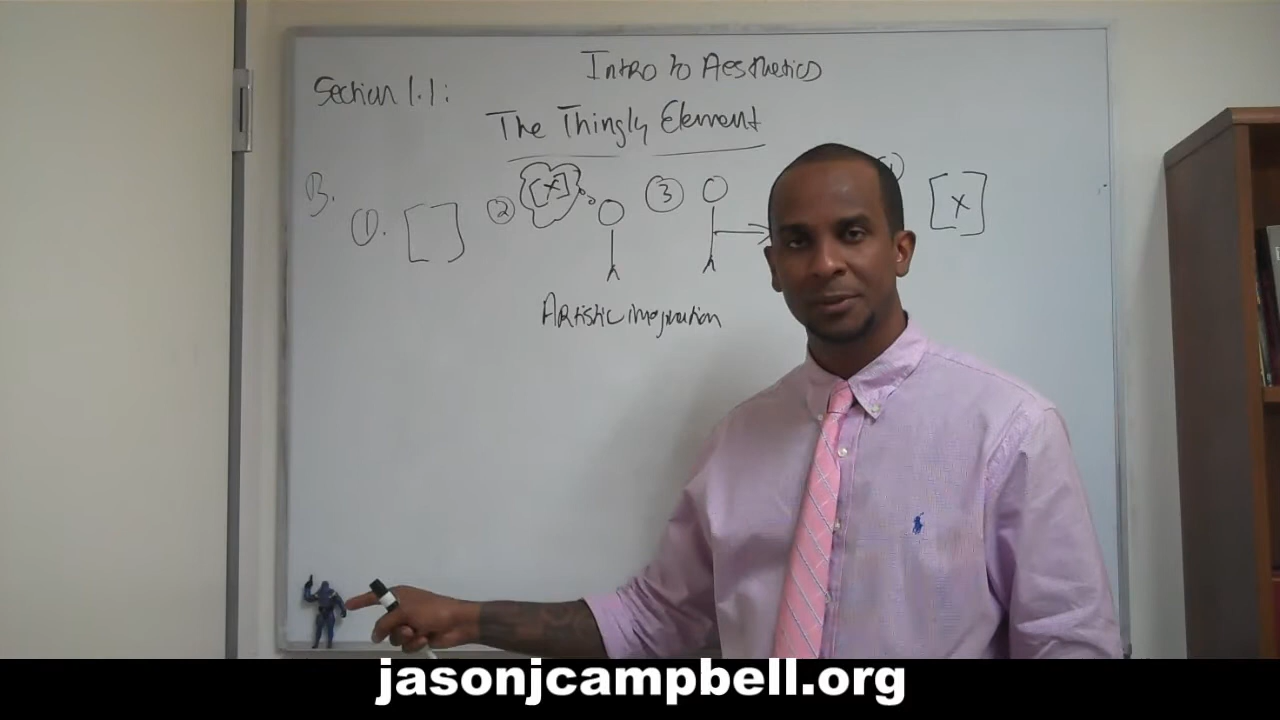 Intro to Aesthetics
Section 1.1:
The Thingly Element
B.
1. [ ] 2 [X] 3 [X]
Artistic imagination
jasonjcampbell.org